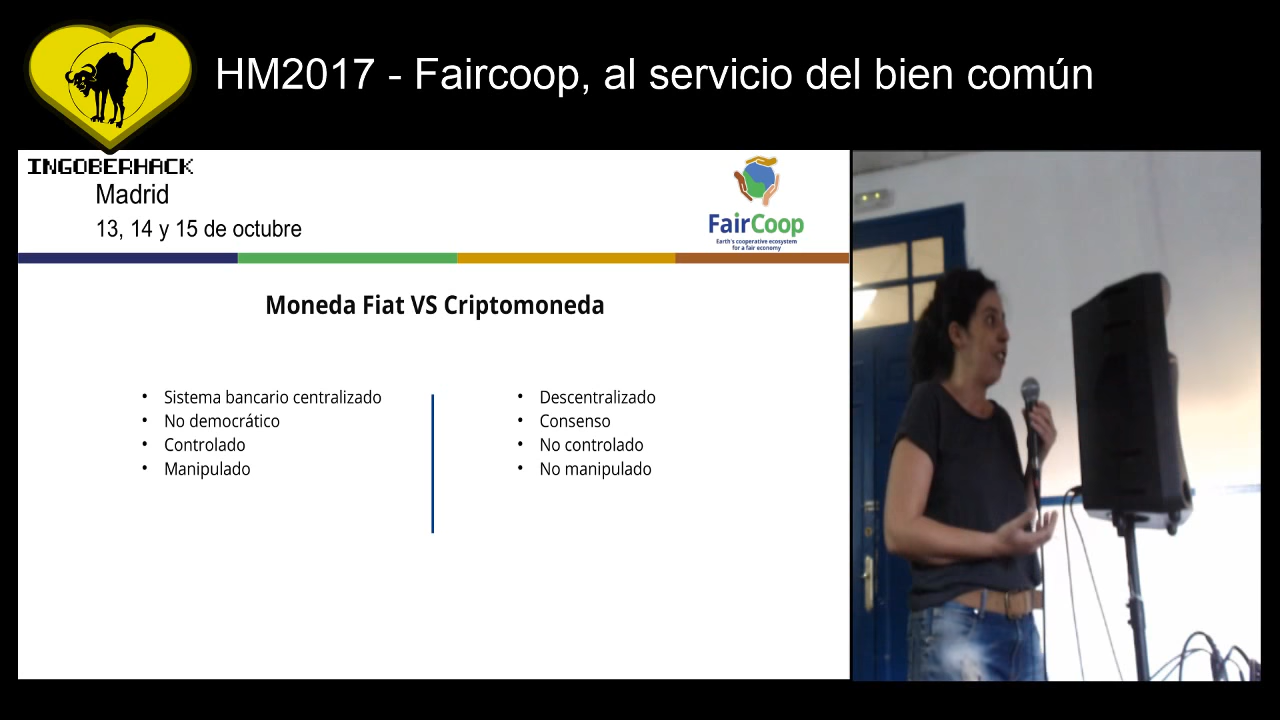 HM2017 - Faircoop, al servicio del bien común
INGOBERHACK
Madrid
13, 14 y 15 de octubre
FairCoop
Earth's cooperative ecosystem
for a fair economy
Moneda Fiat VS Criptomoneda
• Sistema bancario centralizado
• No democrático
• Controlado
• Manipulado
• Descentralizado
• Consenso
• No controlado
• No manipulado